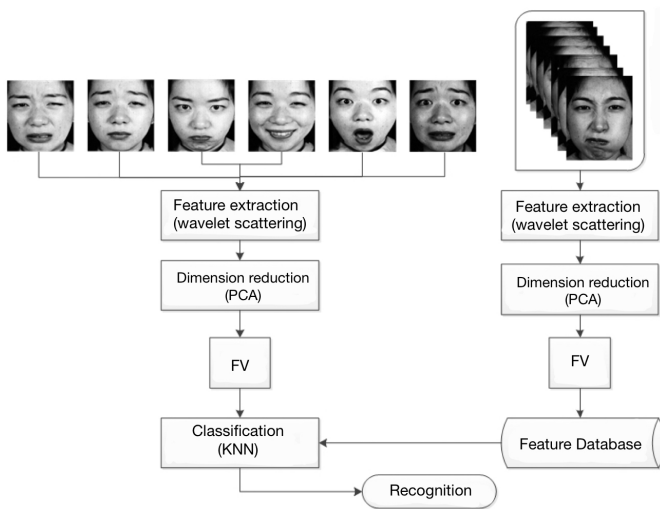 Feature extraction
(wavelet scattering)
Dimension reduction
(PCA)
FV
Classification
(KNN)
Recognition
Feature extraction
(wavelet scattering)
Dimension reduction
(PCA)
FV
Feature Database